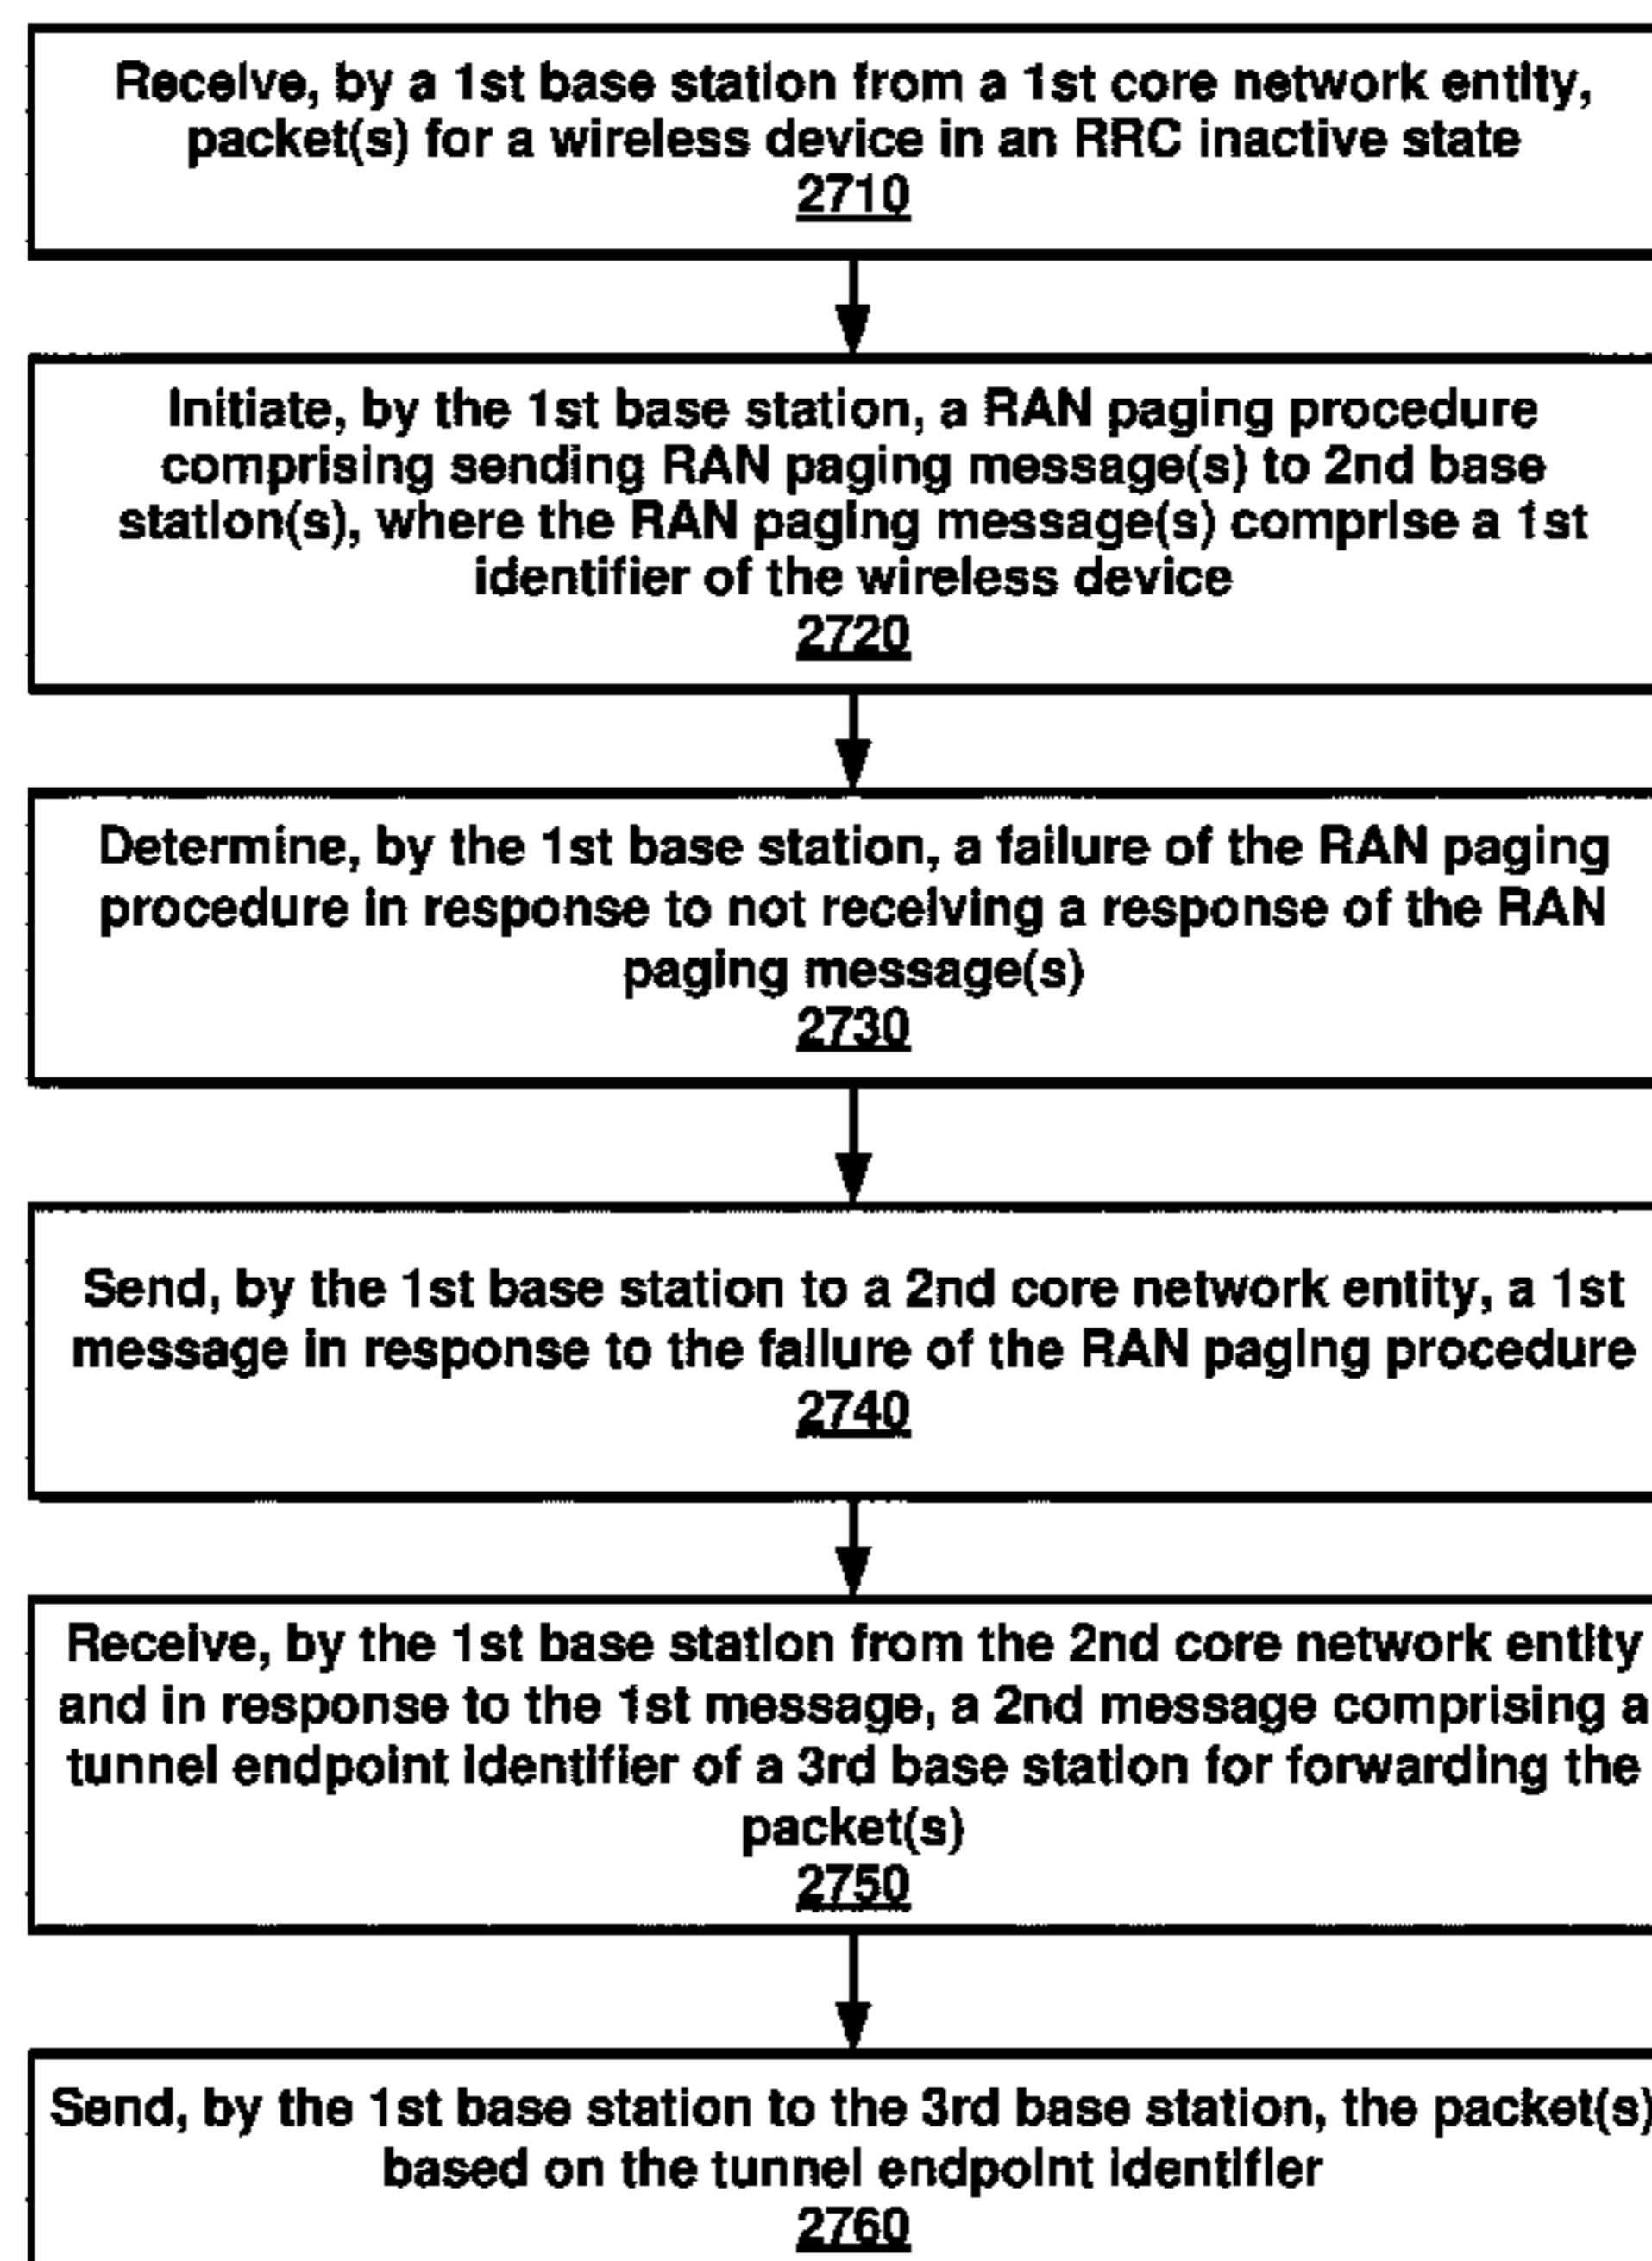 Receive, by a 1st base station from a 1st core network entity,
packet(s) for a wireless device in an RRC inactive state
2710
Initiate, by the 1st base station, a RAN paging procedure
comprising sending RAN paging message(s) to 2nd base
station(s), where the RAN paging message(s) comprise a 1st
identifier of the wireless device
2720
Determine, by the 1st base station, a failure of the RAN paging
procedure in response to not receiving a response of the RAN
paging message(s)
2730
Send, by the 1st base station to a 2nd core network entity, a 1st
message in response to the failure of the RAN paging procedure
2740
Receive, by the 1st base station from the 2nd core network entity
and in response to the 1st message, a 2nd message comprising a
tunnel endpoint identifier of a 3rd base station for forwarding the
packet(s)
2750
Send, by the 1st base station to the 3rd base station, the packet(s)
based on the tunnel endpoint identifier
2760